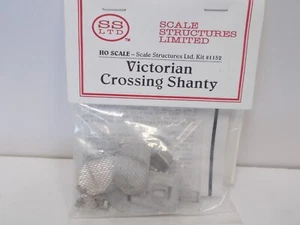 SS
LTD
SCALE
STRUCTURES
LIMITED
HO SCALE – Scale Structures Ltd. Kit #1152
Victorian
Crossing Shanty